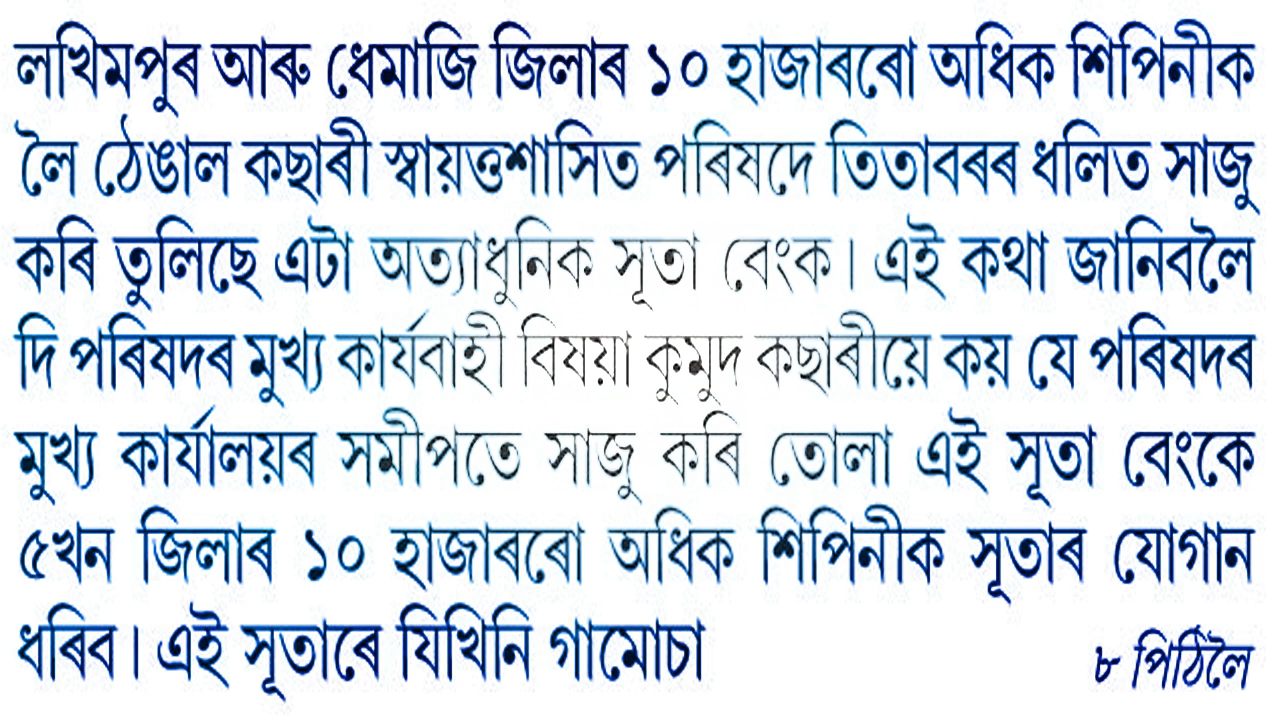 লখিমপুৰ আৰু ধেমাজি জিলাৰ ১০ হাজাৰৰো অধিক শিপিনীক
লৈ ঠেঙাল কছাৰী স্বায়ত্তশাসিত পৰিষদে তিতাবৰৰ ধলিত সাজু
কৰি তুলিছে এটা অত্যাধুনিক সূতা বেংক। এই কথা জানিবলৈ
দি পৰিষদৰ মুখ্য কাৰ্যবাহী বিষয়া কুমুদ কছাৰীয়ে কয় যে পৰিষদৰ
মুখ্য কাৰ্যালয়ৰ সমীপতে সাজু কৰি তোলা এই সূতা বেংকে
৫খন জিলাৰ ১০ হাজাৰৰো অধিক শিপিনীক সূতাৰ যোগান
ধৰিব। এই সূতাৰে যিখিনি গামোচা
৮ পিঠিলৈ